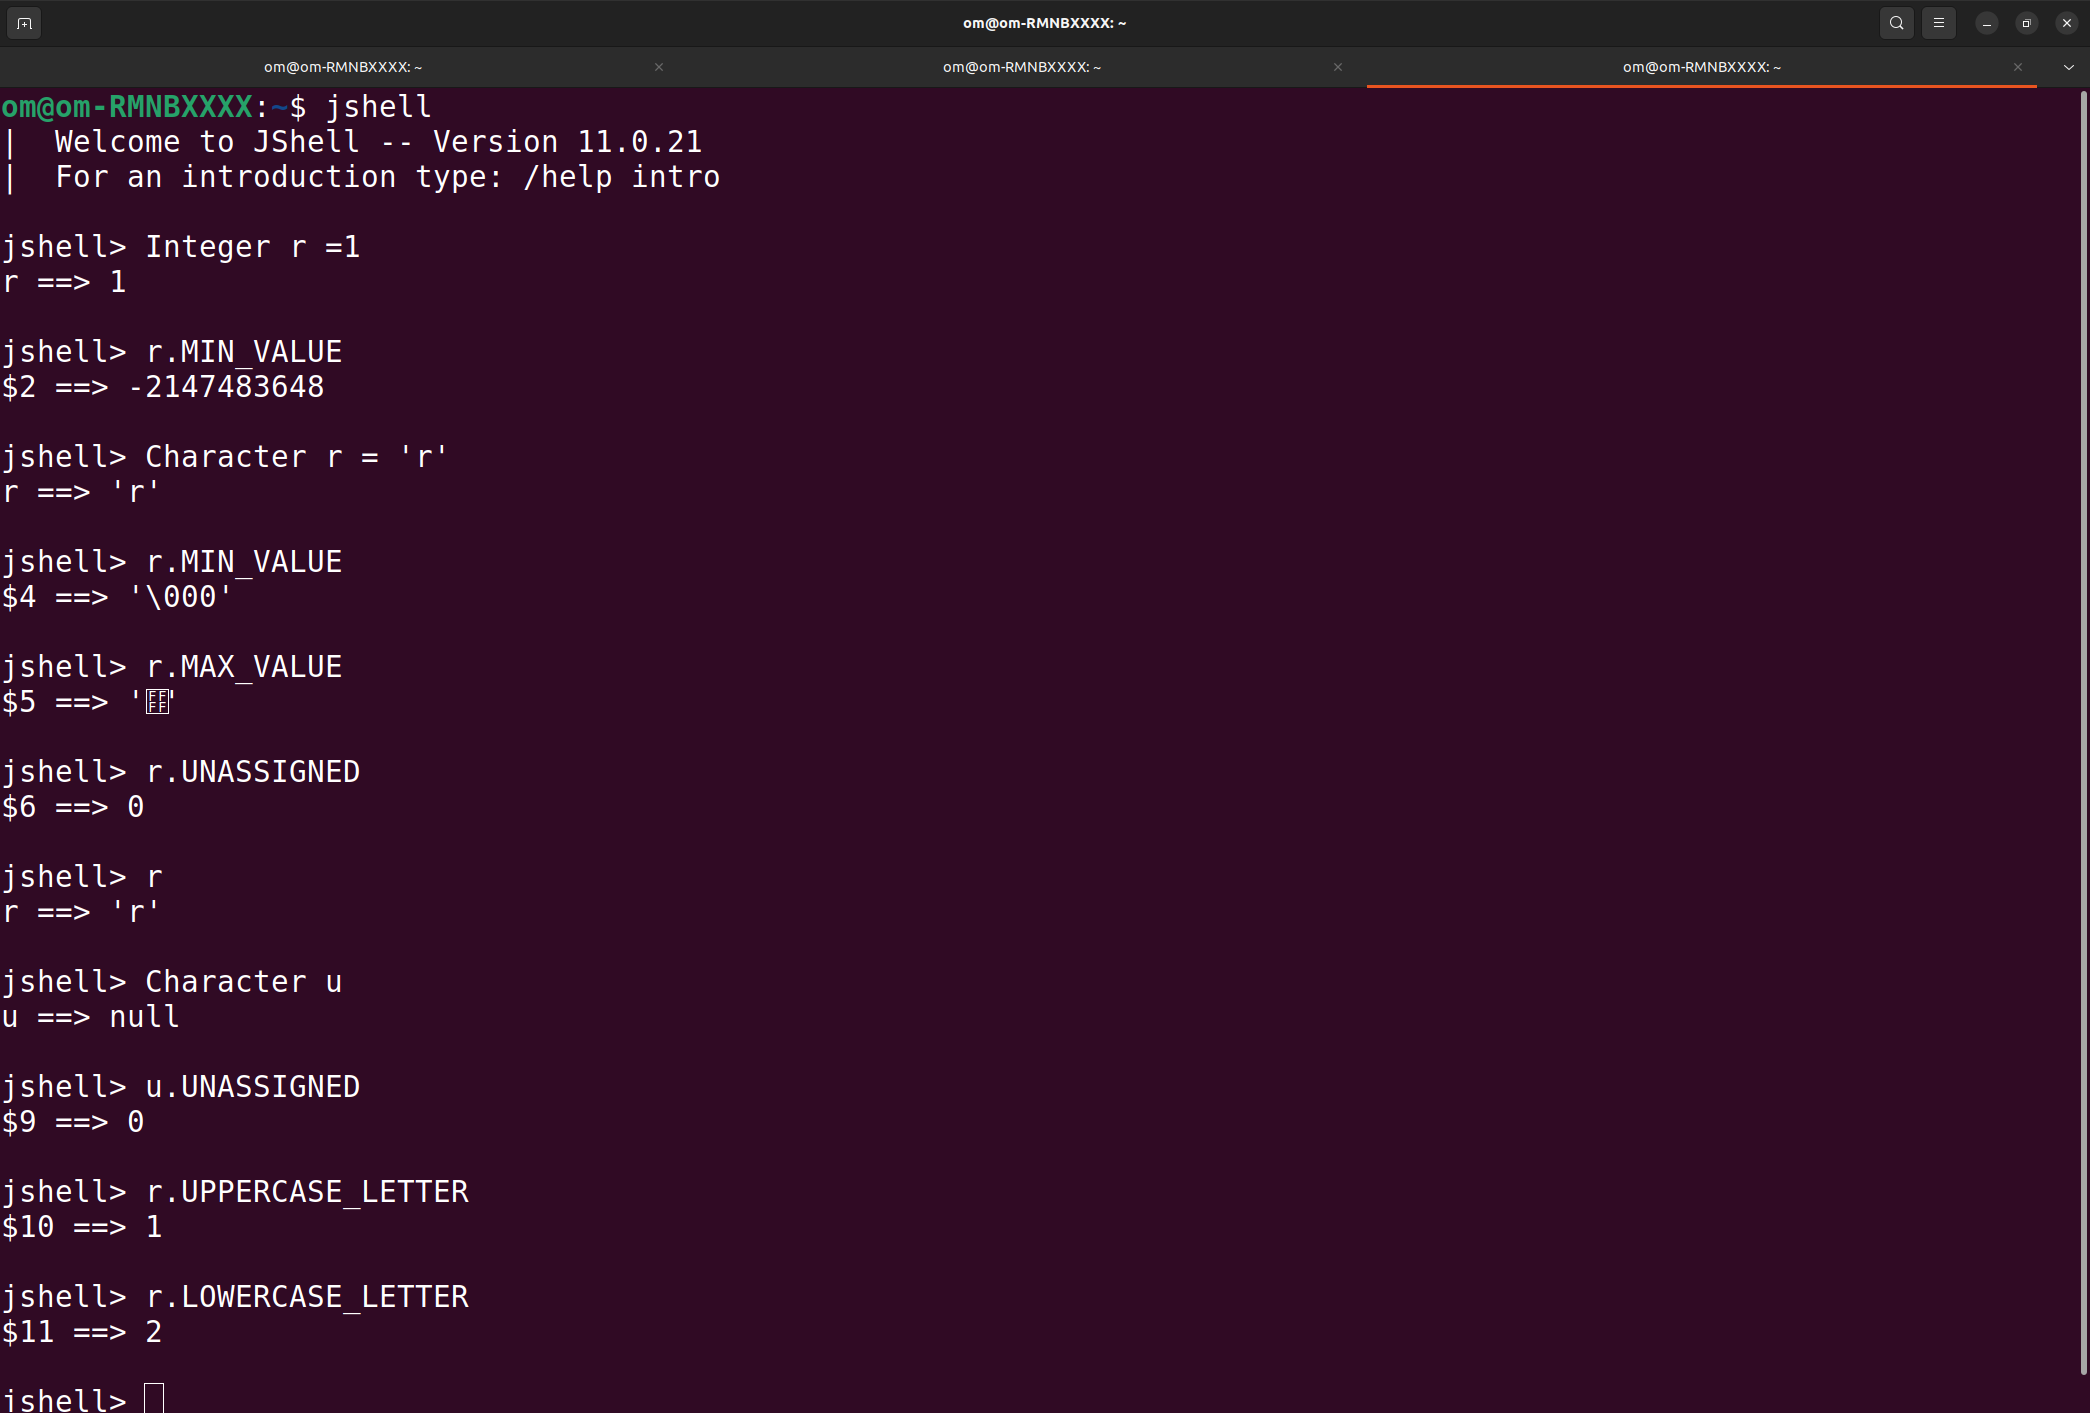 om@om-RMNBXXXX: ~
om@om-RMNBXXXX: ~
om@om-RMNBXXXX: ~
om@om-RMNBXXXX: ~
om@om-RMNBXXXX:~$ jshell
|  Welcome to JShell -- Version 11.0.21
|  For an introduction type: /help intro
jshell> Integer r =1
r ==> 1
jshell> r.MIN_VALUE
$2 ==> -2147483648
jshell> Character r = 'r'
r ==> 'r'
jshell> r.MIN_VALUE
$4 ==> '\000'
jshell> r.MAX_VALUE
$5 ==> '￿'
jshell> r.UNASSIGNED
$6 ==> 0
jshell> r
r ==> 'r'
jshell> Character u
u ==> null
jshell> u.UNASSIGNED
$9 ==> 0
jshell> r.UPPERCASE_LETTER
$10 ==> 1
jshell> r.LOWERCASE_LETTER
$11 ==> 2
jshell>